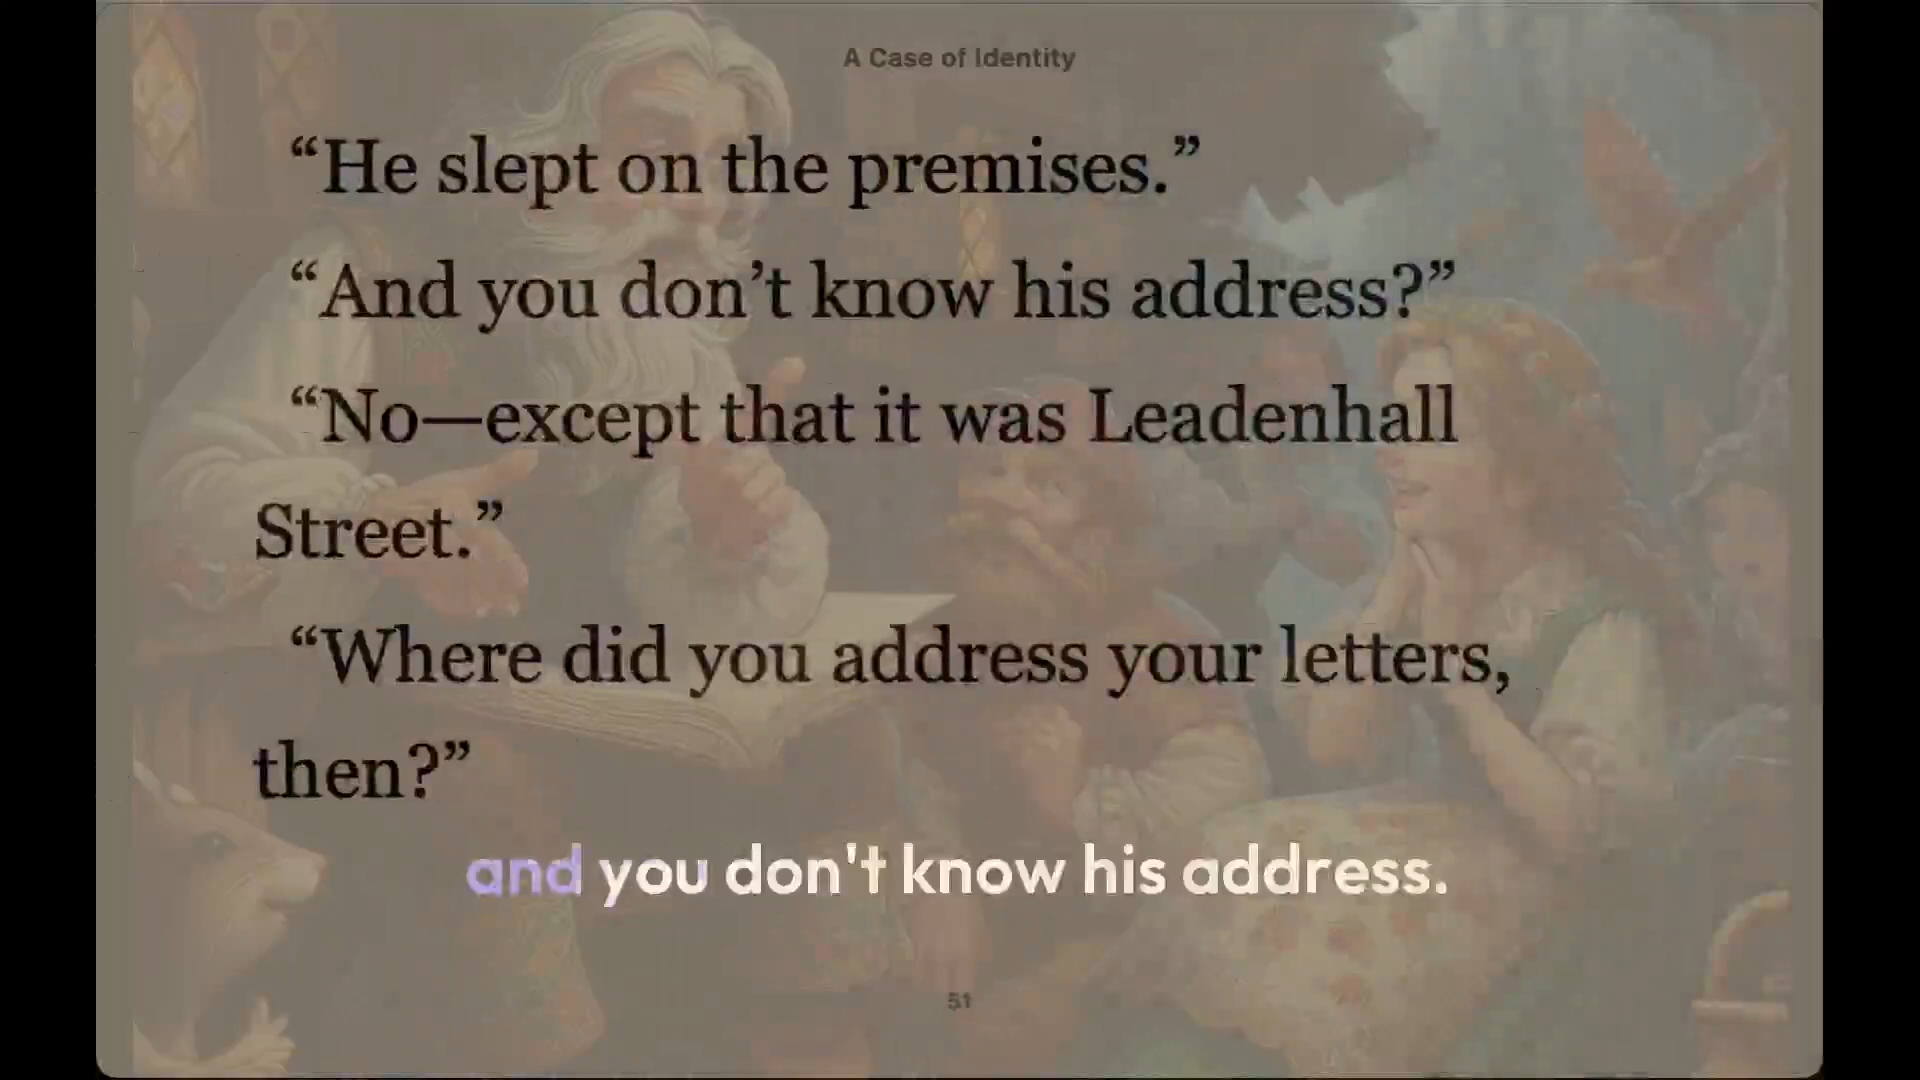 A Case of Identity
“He slept on the premises.”
“And you don’t know his address?”
“No—except that it was Leadenhall
Street.”
“Where did you address your letters,
then?”
and you don't know his address.
51